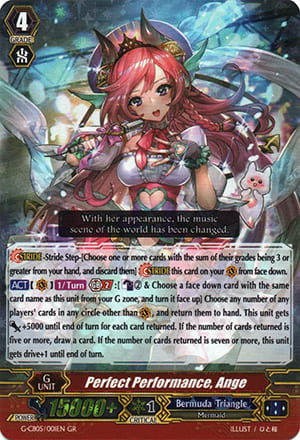 4
GRADE
With her appearance, the music
scene of the world has been changed.
STRIDE -Stride Step-[Choose one or more cards with the sum of their grades being 3 or
greater from your hand, and discard them] STRIDE this card on your from face down.
ACT 1/Turn 2 : [ 2 & Choose a face down card with the same
card name as this unit from your G zone, and turn it face up] Choose any number of any
players' cards in any circle other than , and return them to hand. This unit gets
+5000 until end of turn for each card returned. If the number of cards returned is
five or more, draw a card. If the number of cards returned is seven or more, this unit
gets drive+1 until end of turn.
G
UNIT
Perfect Performance, Ange
POWER
15000+
1
CRITICAL
Bermuda Triangle
Mermaid
G-CB05/001EN GR
ILLUST / ひと和